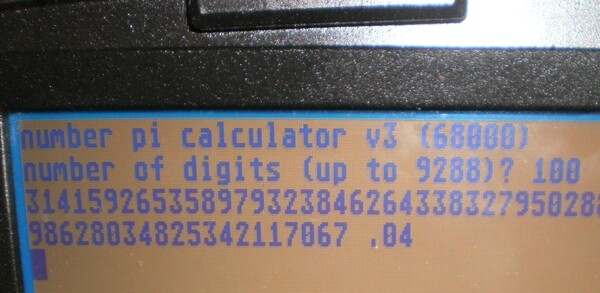 number pi calculator v3 (68000)
number of digits (up to 9288)? 100
31415926535897932384626433832795028
98628034825342117067 .04